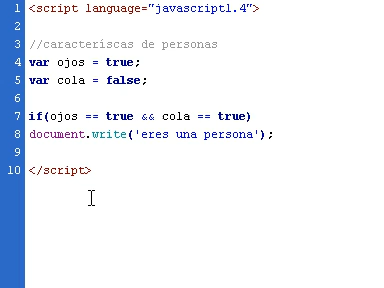 1 <script language="javascript1.4">
2
3 //caracteríscas de personas
4 var ojos = true;
5 var cola = false;
6
7 if(ojos == true && cola == true)
8 document.write('eres una persona');
9
10 </script>